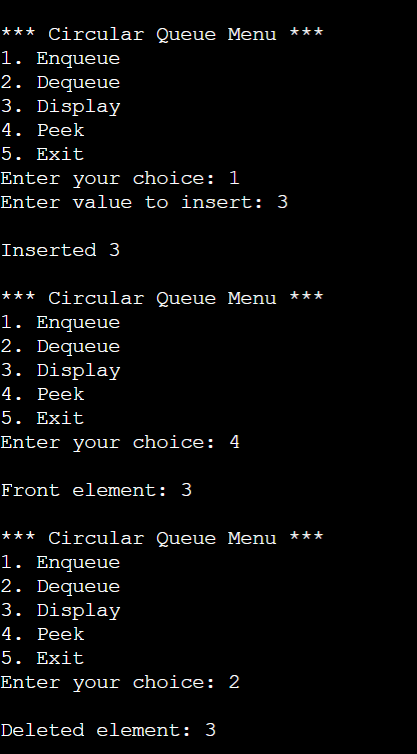 *** Circular Queue Menu ***
1. Enqueue
2. Dequeue
3. Display
4. Peek
5. Exit
Enter your choice: 1
Enter value to insert: 3
Inserted 3
*** Circular Queue Menu ***
1. Enqueue
2. Dequeue
3. Display
4. Peek
5. Exit
Enter your choice: 4
Front element: 3
*** Circular Queue Menu ***
1. Enqueue
2. Dequeue
3. Display
4. Peek
5. Exit
Enter your choice: 2
Deleted element: 3